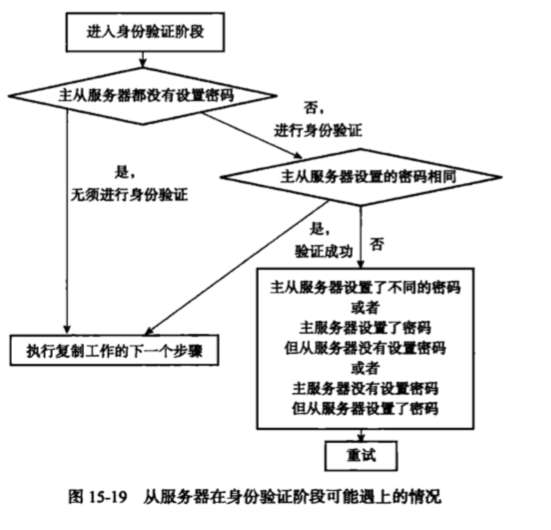 进入身份验证阶段
主从服务器都没有设置密码
否，
进行身份验证
是，
无须进行身份验证
主从服务器设置的密码相同
是，
验证成功
否
主从服务器设置了不同的密码
或者
主服务器设置了密码
但从服务器没有设置密码
或者
主服务器没有设置密码
但从服务器设置了密码
执行复制工作的下一个步骤
重试
图 15-19 从服务器在身份验证阶段可能遇上的情况